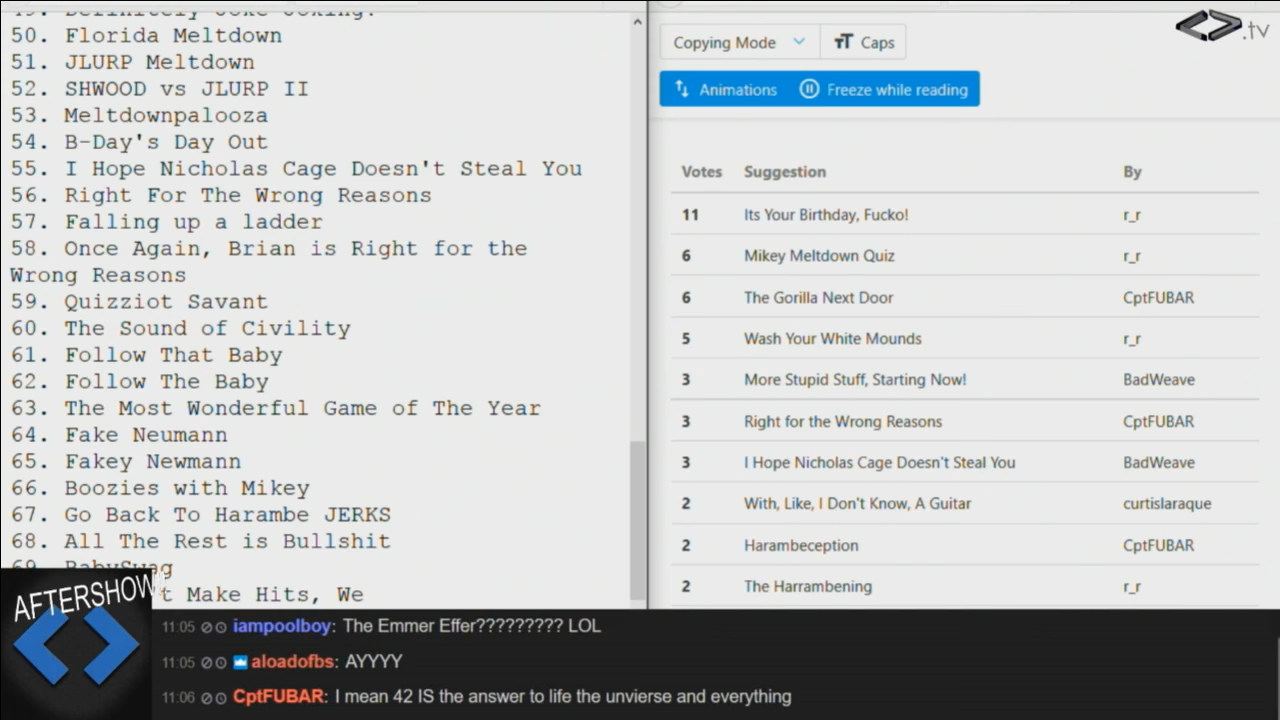 49. Definitely Joke Joking!
50. Florida Meltdown
51. JLURP Meltdown
52. SHWOOD vs JLURP II
53. Meltdownpalooza
54. B-Day's Day Out
55. I Hope Nicholas Cage Doesn't Steal You
56. Right For The Wrong Reasons
57. Falling up a ladder
58. Once Again, Brian is Right for the
Wrong Reasons
59. Quizziot Savant
60. The Sound of Civility
61. Follow That Baby
62. Follow The Baby
63. The Most Wonderful Game of The Year
64. Fake Neumann
65. Fakey Newmann
66. Boozies with Mikey
67. Go Back To Harambe JERKS
68. All The Rest is Bullshit
69. BabySwag
t Make Hits, We
Copying Mode
Caps
Animations
Freeze while reading
.tv
Votes Suggestion By
11 Its Your Birthday, Fucko! r_r
6 Mikey Meltdown Quiz r_r
6 The Gorilla Next Door CptFUBAR
5 Wash Your White Mounds r_r
3 More Stupid Stuff, Starting Now! BadWeave
3 Right for the Wrong Reasons CptFUBAR
3 I Hope Nicholas Cage Doesn't Steal You BadWeave
2 With, Like, I Don't Know, A Guitar curtislaraque
2 Harambeception CptFUBAR
2 The Harrambening r_r
AFTERSHOW!
11:05 iampoolboy: The Emmer Effer????????? LOL
11:05 aloadofbs: AYYYY
11:06 CptFUBAR: I mean 42 IS the answer to life the unvierse and everything